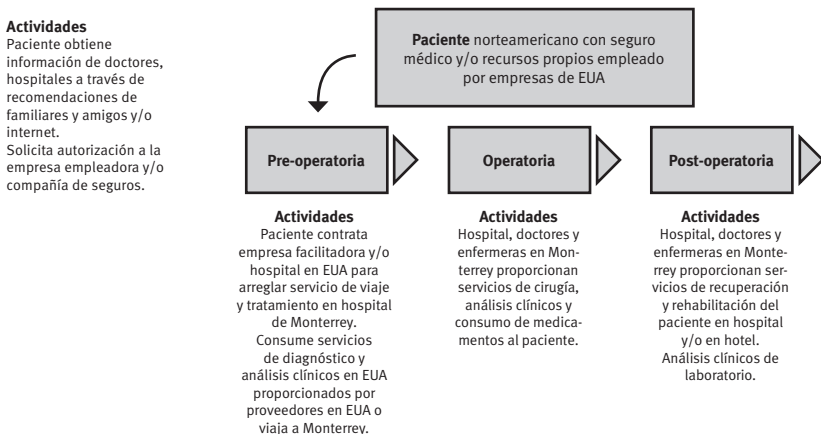 Actividades
Paciente obtiene
información de doctores,
hospitales a través de
recomendaciones de
familiares y amigos y/o
internet.
Solicita autorización a la
empresa empleadora y/o
compañía de seguros.
Paciente norteamericano con seguro
médico y/o recursos propios empleado
por empresas de EUA
Pre-operatoria
Actividades
Paciente contrata
empresa facilitadora y/o
hospital en EUA para
arreglar servicio de viaje
y tratamiento en hospital
de Monterrey.
Consume servicios
de diagnóstico y
análisis clínicos en EUA
proporcionados por
proveedores en EUA o
viaja a Monterrey.
Operatoria
Actividades
Hospital, doctores y
enfermeras en Mon-
terrey proporcionan
servicios de cirugía,
análisis clínicos y
consumo de medica-
mentos al paciente.
Post-operatoria
Actividades
Hospital, doctores y
enfermeras en Monte-
rrey proporcionan ser-
vicios de recuperación
y rehabilitación del
paciente en hospital
y/o en hotel.
Análisis clínicos de
laboratorio.